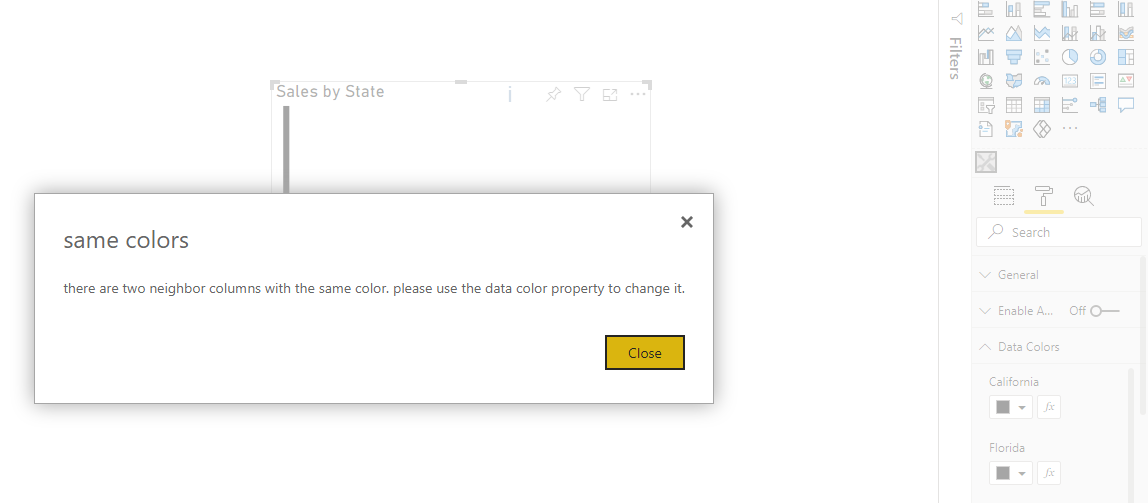 Sales by State
Filters
same colors
there are two neighbor columns with the same color. please use the data color property to change it.
Close
Search
General
Enable A... Off
Data Colors
California
fx
Florida
fx